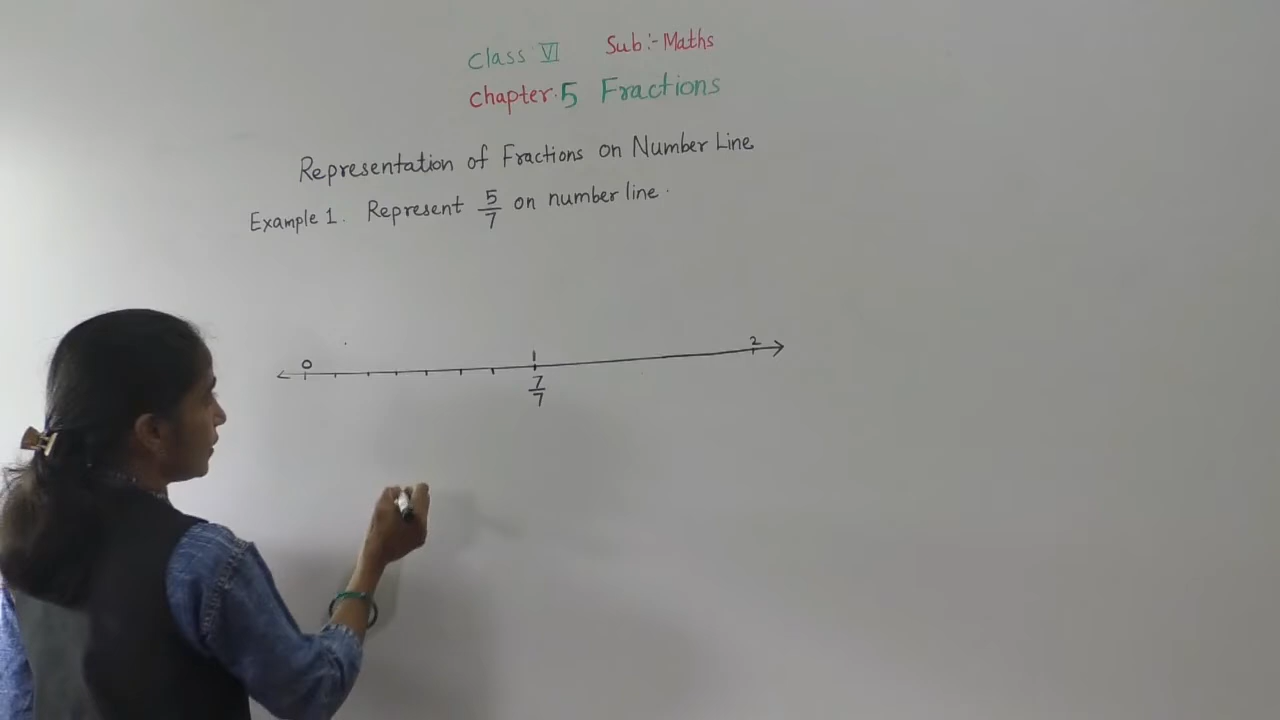 Class VI Sub:- Maths
Chapter. 5 Fractions
Representation of Fractions on Number Line
Example 1. Represent 5/7 on number line.
0 1 2
7/7